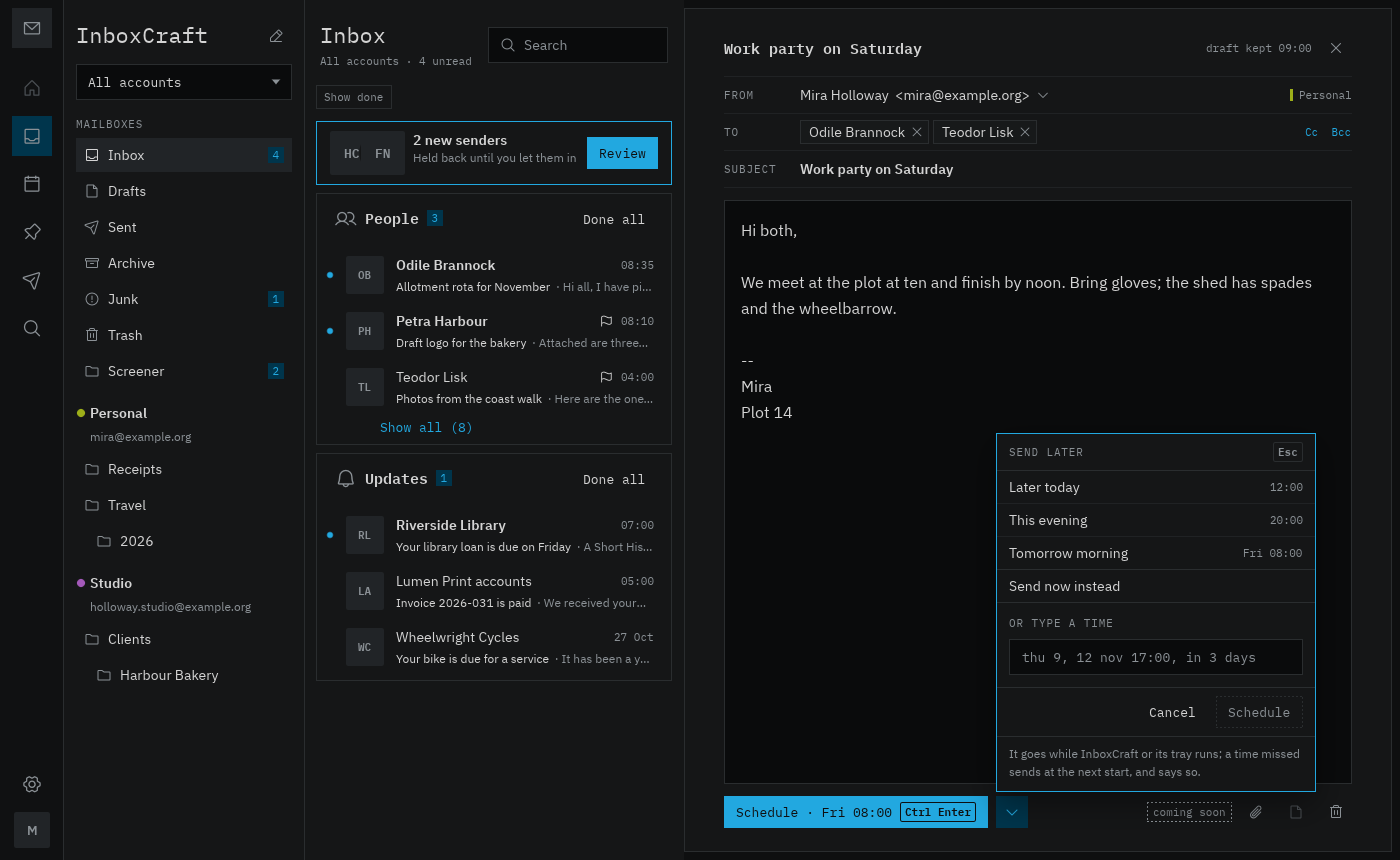 InboxCraft
All accounts
MAILBOXES
Inbox 4
Drafts
Sent
Archive
Junk 1
Trash
Screener 2
Personal
mira@example.org
Receipts
Travel
2026
Studio
holloway.studio@example.org
Clients
Harbour Bakery
M
Inbox
All accounts · 4 unread
Search
Show done
HC FN
2 new senders
Held back until you let them in
Review
People 3
Done all
OB
Odile Brannock 08:35
Allotment rota for November · Hi all, I have pi…
PH
Petra Harbour 08:10
Draft logo for the bakery · Attached are three…
TL
Teodor Lisk 04:00
Photos from the coast walk · Here are the one…
Show all (8)
Updates 1
Done all
RL
Riverside Library 07:00
Your library loan is due on Friday · A Short His…
LA
Lumen Print accounts 05:00
Invoice 2026-031 is paid · We received your…
WC
Wheelwright Cycles 27 Oct
Your bike is due for a service · It has been a y…
Work party on Saturday
draft kept 09:00
FROM Mira Holloway <mira@example.org> Personal
TO Odile Brannock Teodor Lisk Cc Bcc
SUBJECT Work party on Saturday
Hi both,
We meet at the plot at ten and finish by noon. Bring gloves; the shed has spades
and the wheelbarrow.
--
Mira
Plot 14
SEND LATER Esc
Later today 12:00
This evening 20:00
Tomorrow morning Fri 08:00
Send now instead
OR TYPE A TIME
thu 9, 12 nov 17:00, in 3 days
Cancel Schedule
It goes while InboxCraft or its tray runs; a time missed
sends at the next start, and says so.
Schedule · Fri 08:00 Ctrl Enter
coming soon